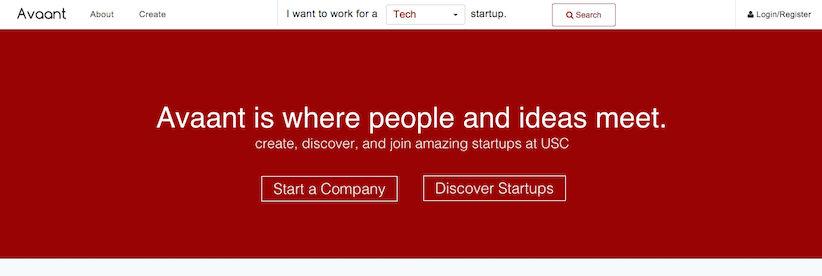 Avaant About Create I want to work for a Tech startup. Search Login/Register
Avaant is where people and ideas meet.
create, discover, and join amazing startups at USC
Start a Company Discover Startups